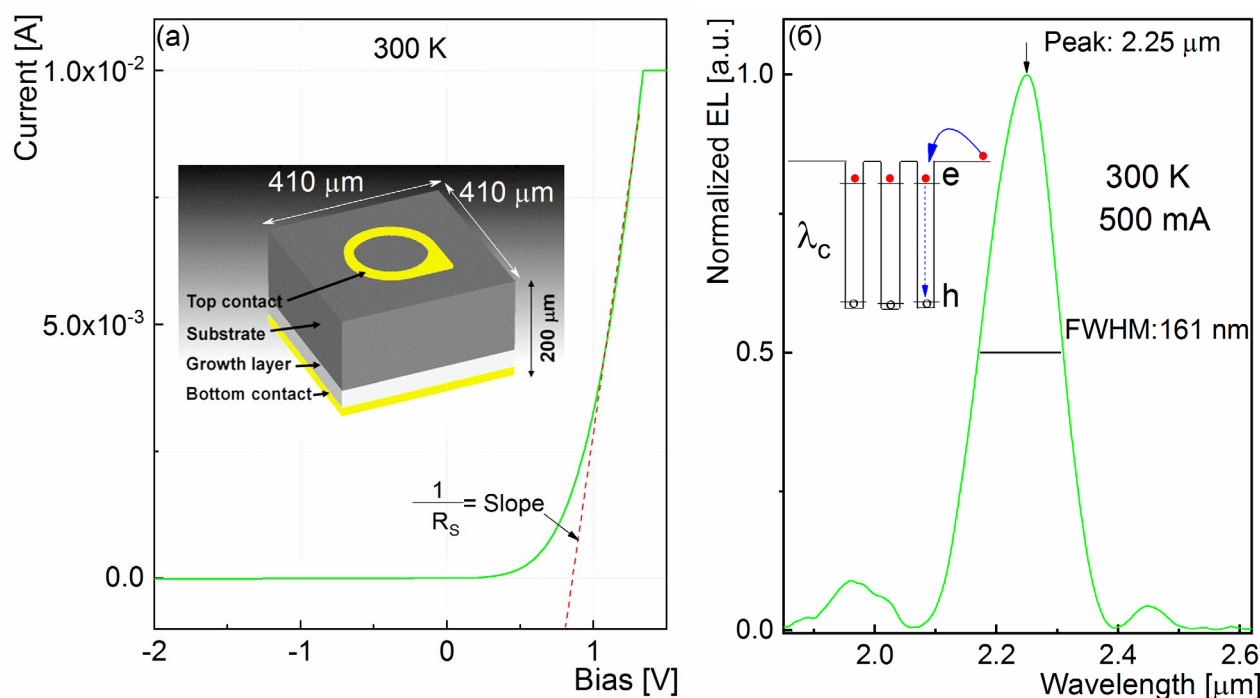 (a)
300 K
Current [A]
1.0x10⁻²
5.0x10⁻³
0.0
410 μm
410 μm
200 μm
Top contact
Substrate
Growth layer
Bottom contact
1
R_S
= Slope
-2
-1
0
1
Bias [V]
(б)
Peak: 2.25 μm
Normalized EL [a.u.]
1.0
0.5
0.0
e
300 K
500 mA
λ_c
h
FWHM:161 nm
2.0
2.2
2.4
2.6
Wavelength [μm]